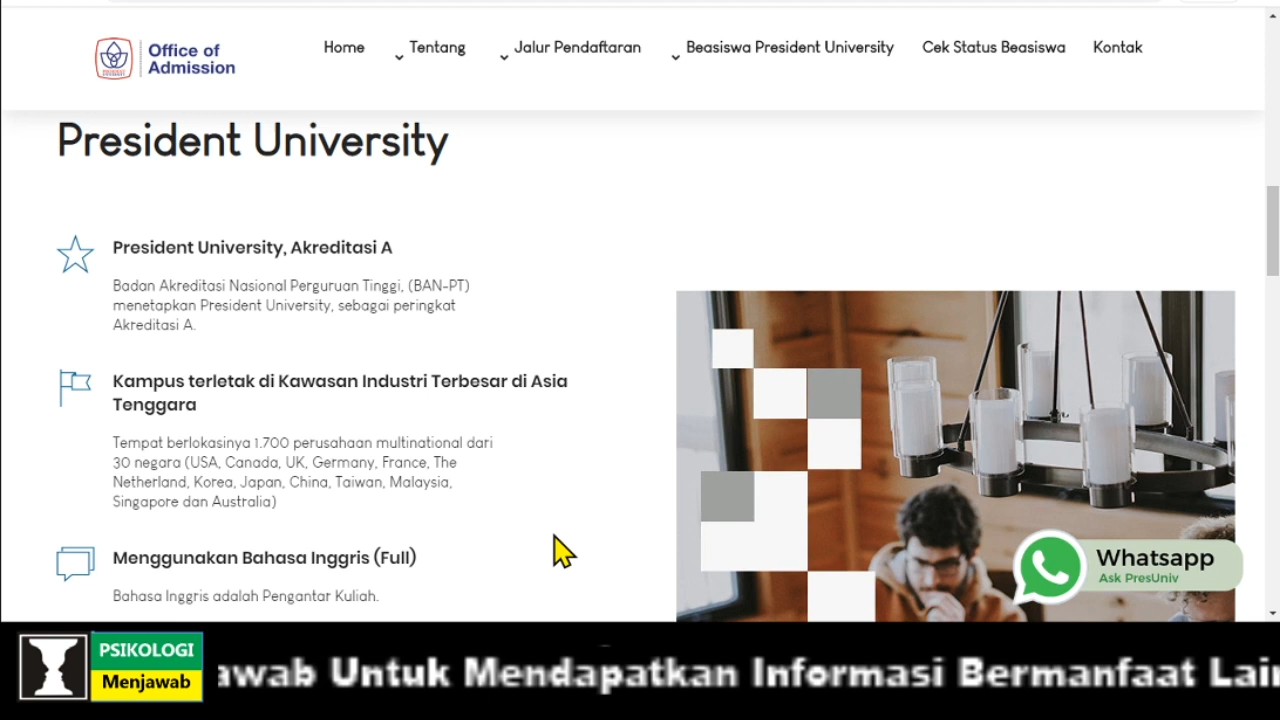 Office of
Admission
Home
Tentang
Jalur Pendaftaran
Beasiswa President University
Cek Status Beasiswa
Kontak
President University
President University, Akreditasi A
Badan Akreditasi Nasional Perguruan Tinggi, (BAN-PT)
menetapkan President University, sebagai peringkat
Akreditasi A.
Kampus terletak di Kawasan Industri Terbesar di Asia
Tenggara
Tempat berlokasinya 1.700 perusahaan multinational dari
30 negara (USA, Canada, UK, Germany, France, The
Netherland, Korea, Japan, China, Taiwan, Malaysia,
Singapore dan Australia)
Menggunakan Bahasa Inggris (Full)
Bahasa Inggris adalah Pengantar Kuliah.
Whatsapp
Ask PresUniv
PSIKOLOGI
Menjawab
awab Untuk Mendapatkan Informasi Bermanfaat Lain